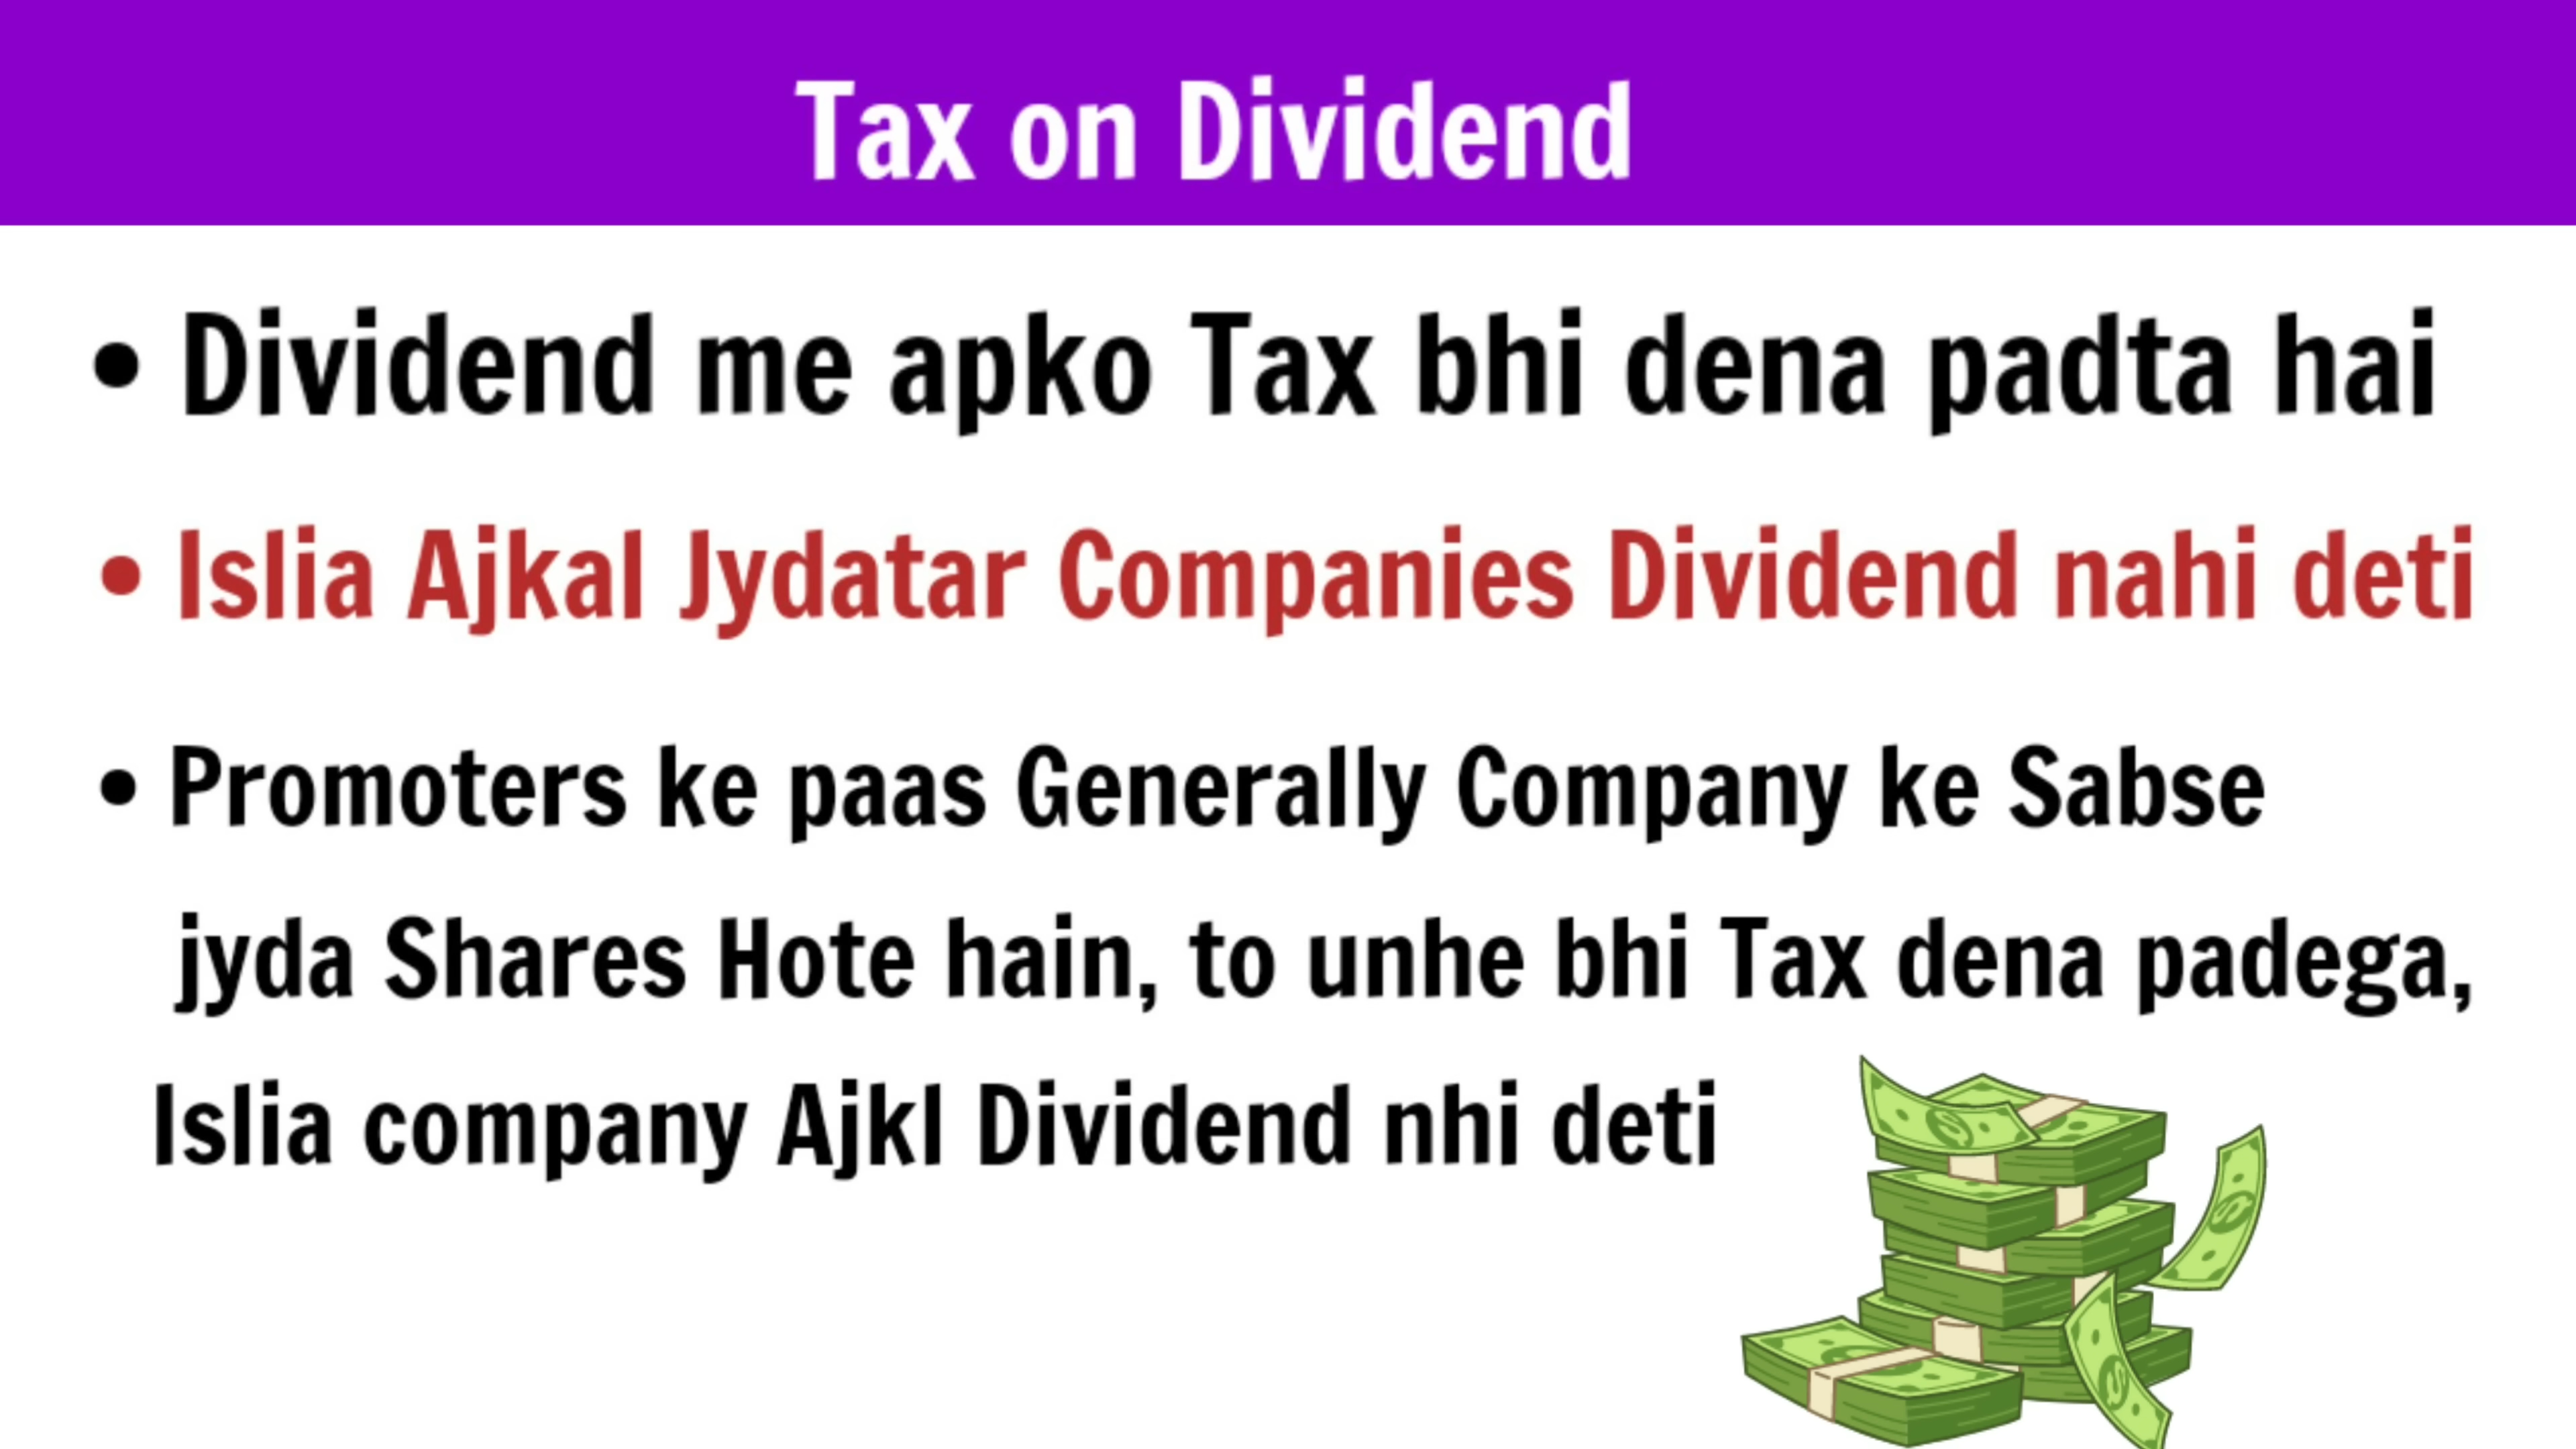 Tax on Dividend
• Dividend me apko Tax bhi dena padta hai
• Islia Ajkal Jydatar Companies Dividend nahi deti
• Promoters ke paas Generally Company ke Sabse
jyda Shares Hote hain, to unhe bhi Tax dena padega,
Islia company Ajkl Dividend nhi deti